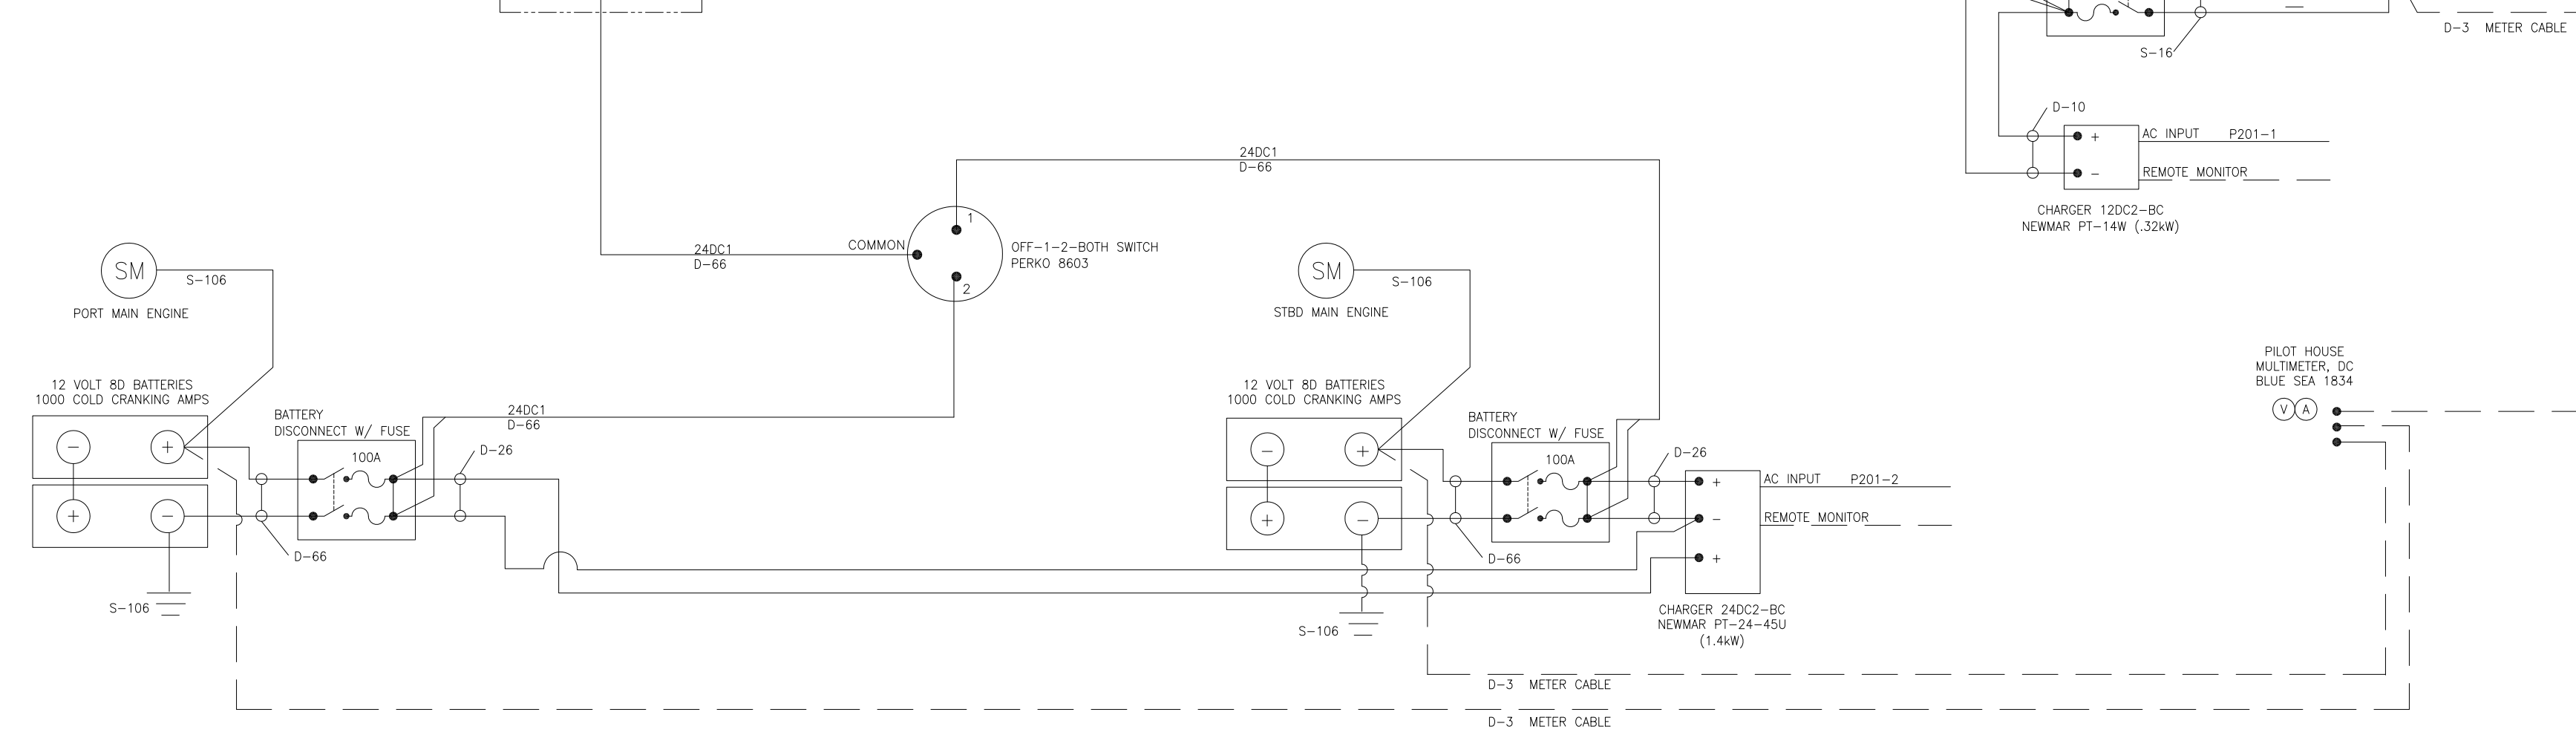 D-3 METER CABLE
S-16
D-10
+ AC INPUT P201-1
- REMOTE MONITOR
CHARGER 12DC2-BC
NEWMAR PT-14W (.32kW)
24DC1
D-66
1
COMMON
2
OFF-1-2-BOTH SWITCH
PERKO 8603
24DC1
D-66
SM
S-106
PORT MAIN ENGINE
SM
S-106
STBD MAIN ENGINE
PILOT HOUSE
MULTIMETER, DC
BLUE SEA 1834
V A
12 VOLT 8D BATTERIES
1000 COLD CRANKING AMPS
- +
+ -
BATTERY
DISCONNECT W/ FUSE
100A
24DC1
D-66
D-26
D-66
S-106
12 VOLT 8D BATTERIES
1000 COLD CRANKING AMPS
- +
+ -
BATTERY
DISCONNECT W/ FUSE
100A
D-26
D-66
S-106
+ AC INPUT P201-2
- REMOTE MONITOR
+
CHARGER 24DC2-BC
NEWMAR PT-24-45U
(1.4kW)
D-3 METER CABLE
D-3 METER CABLE